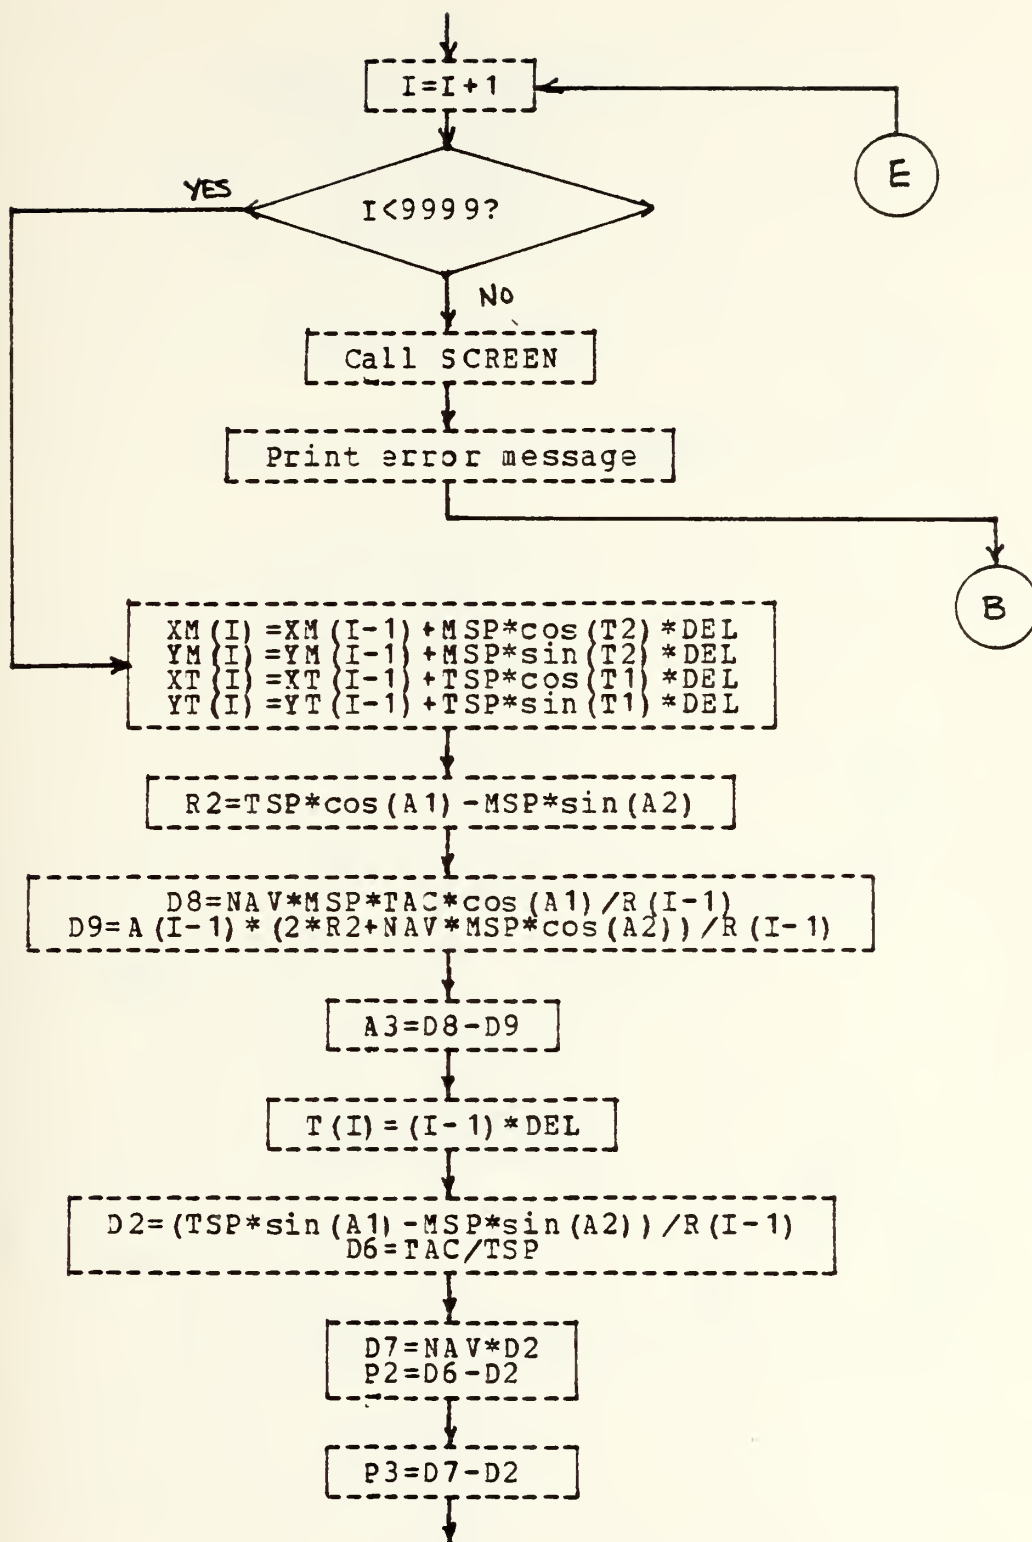 I=I+1
E
YES
I<9999?
NO
Call SCREEN
Print error message
B
XM(I)=XM(I-1)+MSP*cos(T2)*DEL
YM(I)=YM(I-1)+MSP*sin(T2)*DEL
XT(I)=XT(I-1)+TSP*cos(T1)*DEL
YT(I)=YT(I-1)+TSP*sin(T1)*DEL
R2=TSP*cos(A1)-MSP*sin(A2)
D8=NAV*MSP*TAC*cos(A1)/R(I-1)
D9=A(I-1)*(2*R2+NAV*MSP*cos(A2))/R(I-1)
A3=D8-D9
T(I)=(I-1)*DEL
D2=(TSP*sin(A1)-MSP*sin(A2))/R(I-1)
D6=TAC/TSP
D7=NAV*D2
P2=D6-D2
P3=D7-D2